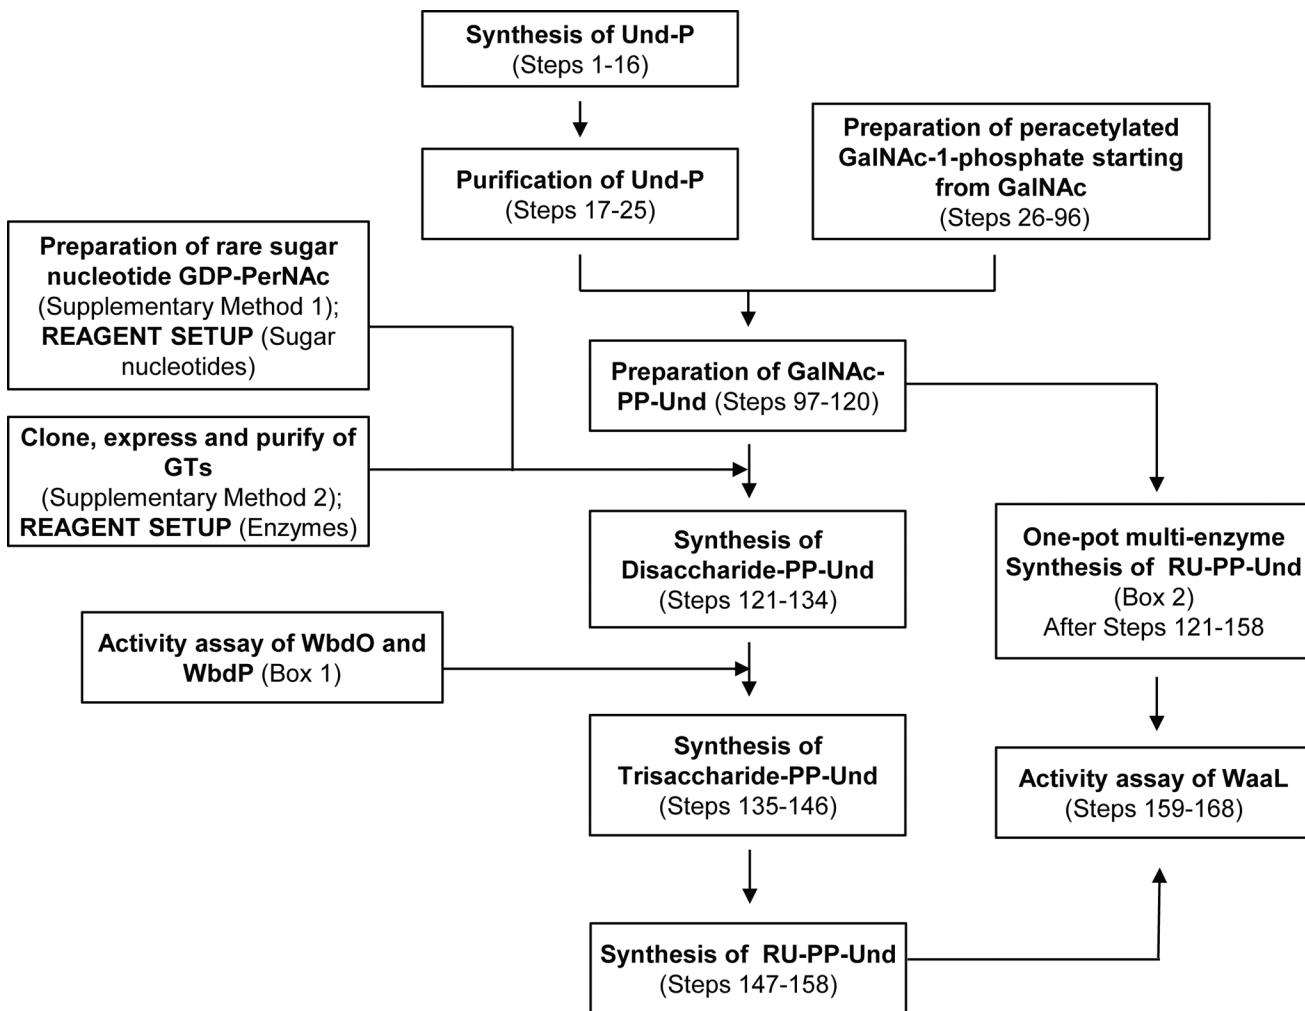 Synthesis of Und-P
(Steps 1-16)
Preparation of peracetylated
GalNAc-1-phosphate starting
from GalNAc
(Steps 26-96)
Purification of Und-P
(Steps 17-25)
Preparation of rare sugar
nucleotide GDP-PerNAc
(Supplementary Method 1);
REAGENT SETUP (Sugar
nucleotides)
Preparation of GalNAc-
PP-Und (Steps 97-120)
Clone, express and purify of
GTs
(Supplementary Method 2);
REAGENT SETUP (Enzymes)
Synthesis of
Disaccharide-PP-Und
(Steps 121-134)
One-pot multi-enzyme
Synthesis of RU-PP-Und
(Box 2)
After Steps 121-158
Activity assay of WbdO and
WbdP (Box 1)
Synthesis of
Trisaccharide-PP-Und
(Steps 135-146)
Activity assay of WaaL
(Steps 159-168)
Synthesis of RU-PP-Und
(Steps 147-158)